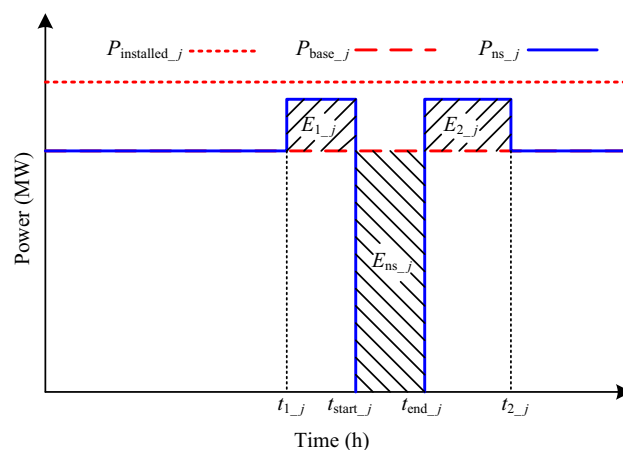 P_installed_j P_base_j P_ns_j
E_1_j E_2_j
E_ns_j
Power (MW)
t_1_j t_start_j t_end_j t_2_j
Time (h)